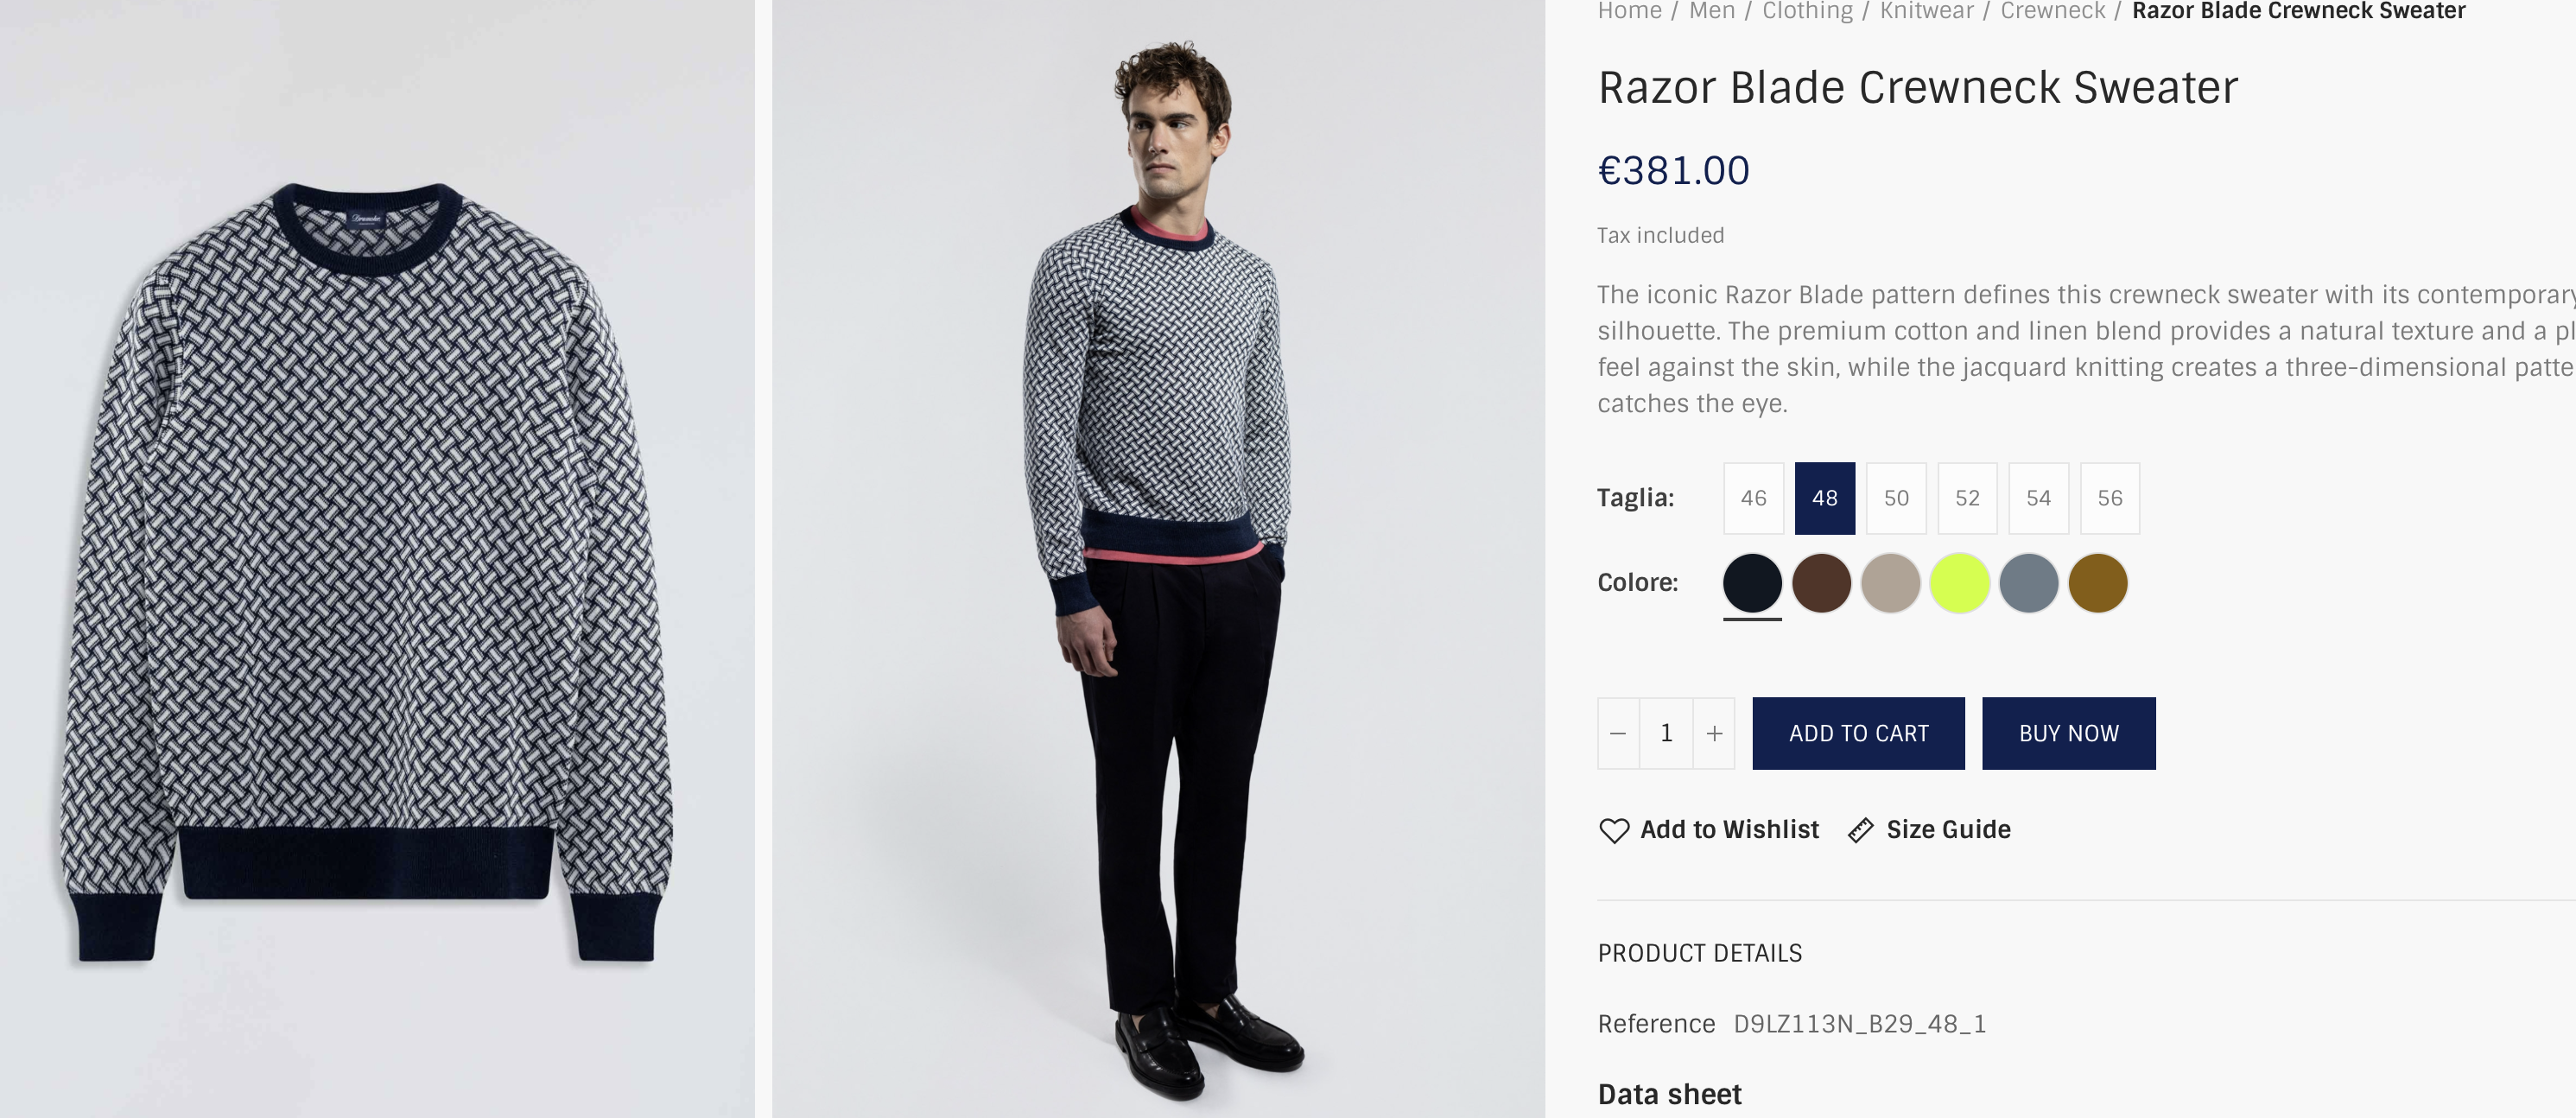 Home / Men / Clothing / Knitwear / Crewneck / Razor Blade Crewneck Sweater
Razor Blade Crewneck Sweater
€381.00
Tax included
The iconic Razor Blade pattern defines this crewneck sweater with its contemporary
silhouette. The premium cotton and linen blend provides a natural texture and a pl
feel against the skin, while the jacquard knitting creates a three-dimensional patte
catches the eye.
Taglia: 46 48 50 52 54 56
Colore:
− 1 + ADD TO CART BUY NOW
Add to Wishlist Size Guide
PRODUCT DETAILS
Reference D9LZ113N_B29_48_1
Data sheet
Drumohr